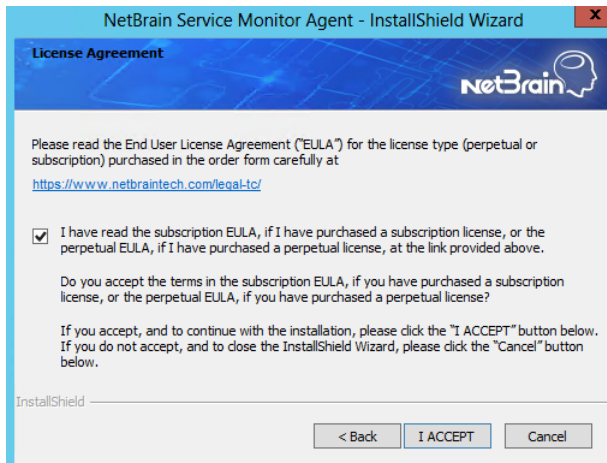 NetBrain Service Monitor Agent - InstallShield Wizard
x
License Agreement
NetBrain
Please read the End User License Agreement ("EULA") for the license type (perpetual or
subscription) purchased in the order form carefully at
https://www.netbraintech.com/legal-tc/
I have read the subscription EULA, if I have purchased a subscription license, or the
perpetual EULA, if I have purchased a perpetual license, at the link provided above.
Do you accept the terms in the subscription EULA, if you have purchased a subscription
license, or the perpetual EULA, if you have purchased a perpetual license?
If you accept, and to continue with the installation, please click the "I ACCEPT" button below.
If you do not accept, and to close the InstallShield Wizard, please click the "Cancel" button
below.
InstallShield
< Back
I ACCEPT
Cancel